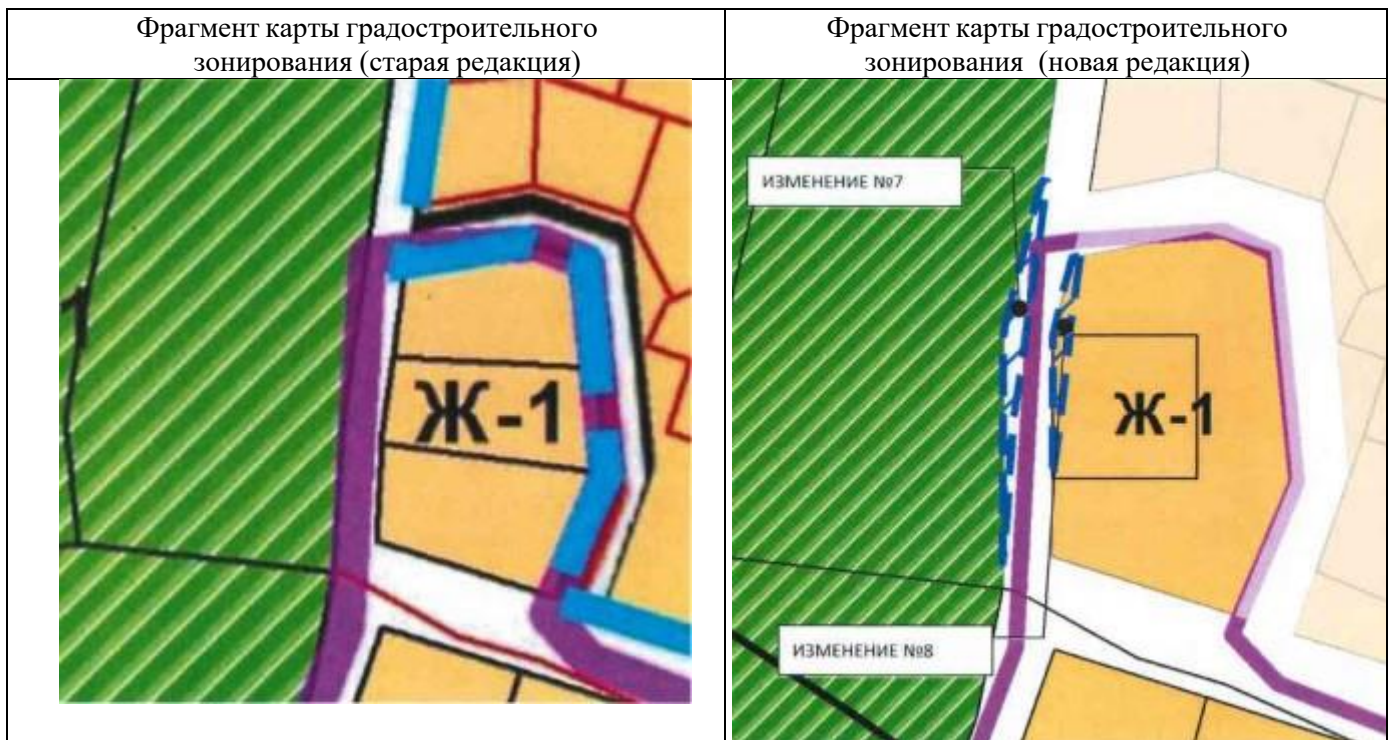 Фрагмент карты градостроительного
зонирования (старая редакция)
Фрагмент карты градостроительного
зонирования (новая редакция)
Ж-1
ИЗМЕНЕНИЕ №7
Ж-1
ИЗМЕНЕНИЕ №8